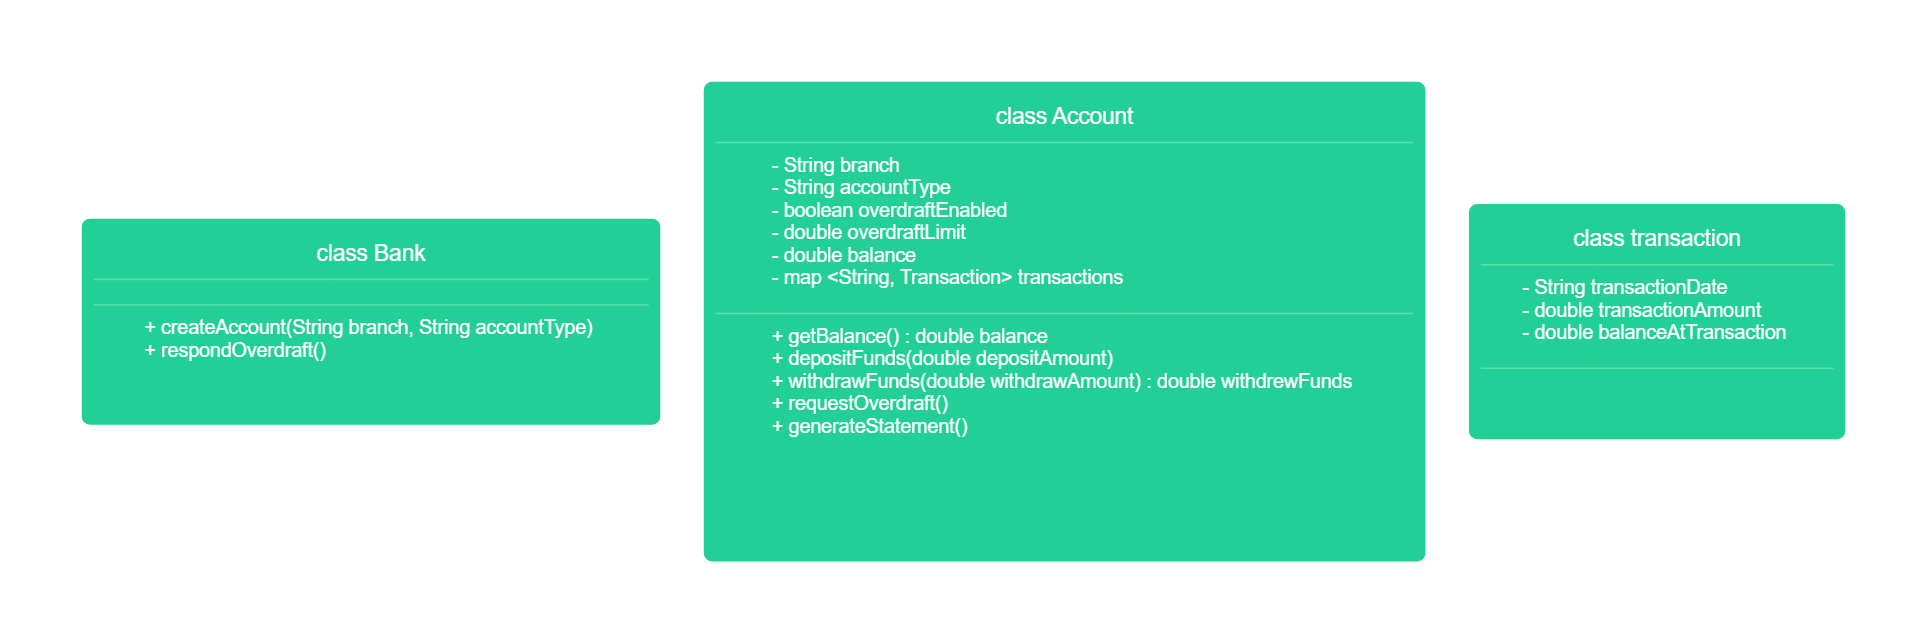 class Bank
+ createAccount(String branch, String accountType)
+ respondOverdraft()
class Account
- String branch
- String accountType
- boolean overdraftEnabled
- double overdraftLimit
- double balance
- map <String, Transaction> transactions
+ getBalance() : double balance
+ depositFunds(double depositAmount)
+ withdrawFunds(double withdrawAmount) : double withdrewFunds
+ requestOverdraft()
+ generateStatement()
class transaction
- String transactionDate
- double transactionAmount
- double balanceAtTransaction